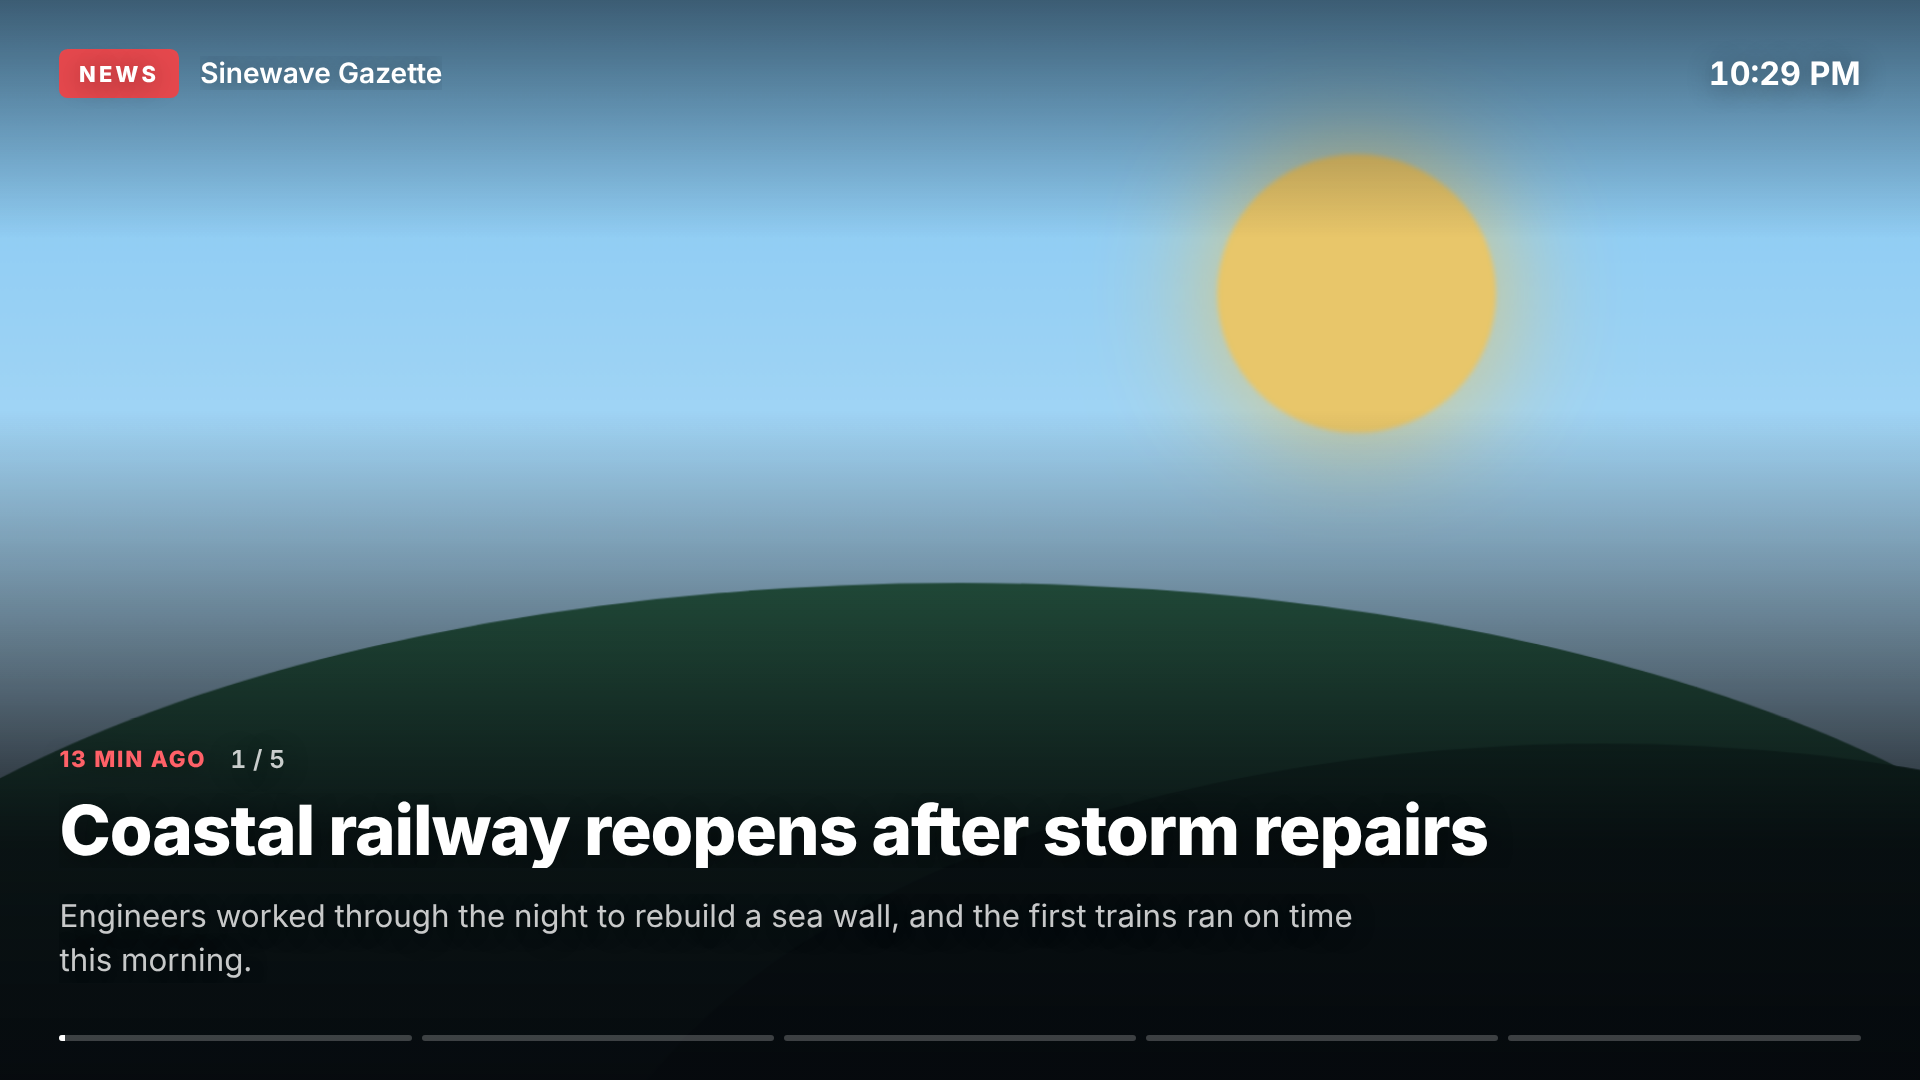 NEWS
Sinewave Gazette
10:29 PM
13 MIN AGO
1 / 5
Coastal railway reopens after storm repairs
Engineers worked through the night to rebuild a sea wall, and the first trains ran on time
this morning.